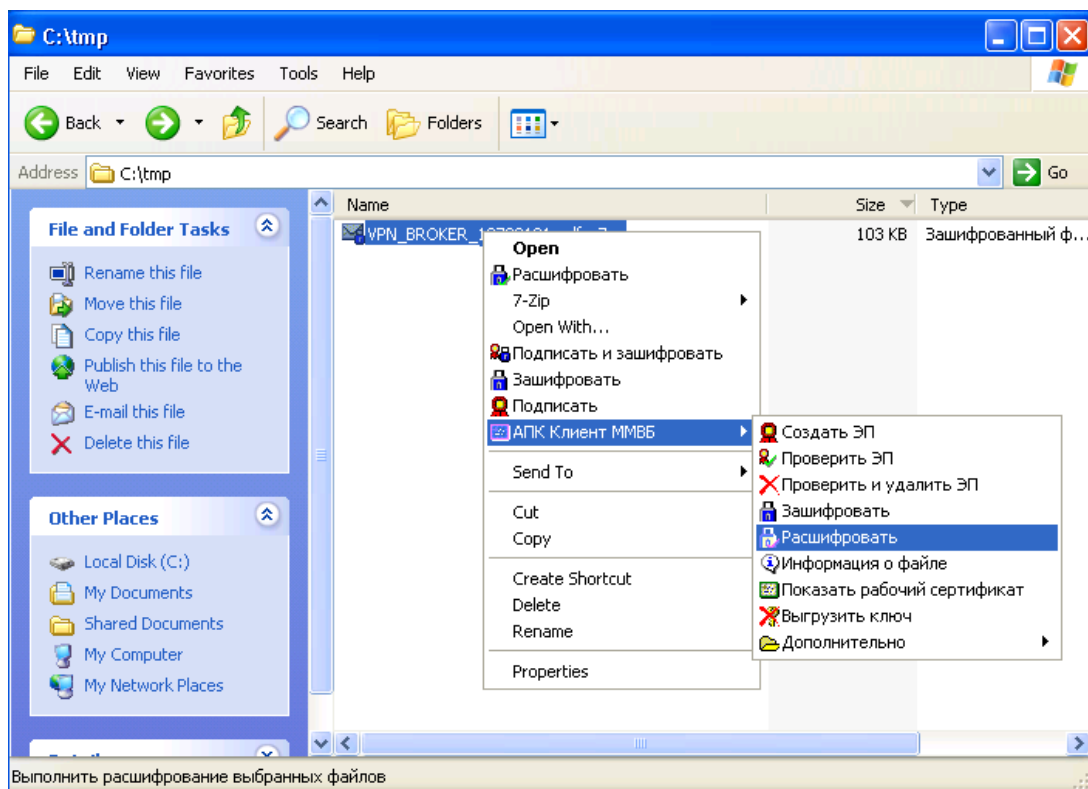 C:\tmp
File Edit View Favorites Tools Help
Back Search Folders
Address C:\tmp Go
File and Folder Tasks
Rename this file
Move this file
Copy this file
Publish this file to the
Web
E-mail this file
Delete this file
Other Places
Local Disk (C:)
My Documents
Shared Documents
My Computer
My Network Places
Name Size Type
VPN_BROKER_ 103 KB Зашифрованный ф...
Open
Расшифровать
7-Zip
Open With...
Подписать и зашифровать
Зашифровать
Подписать
АПК Клиент ММВБ
Send To
Cut
Copy
Create Shortcut
Delete
Rename
Properties
Создать ЭП
Проверить ЭП
Проверить и удалить ЭП
Зашифровать
Расшифровать
Информация о файле
Показать рабочий сертификат
Выгрузить ключ
Дополнительно
Выполнить расшифрование выбранных файлов